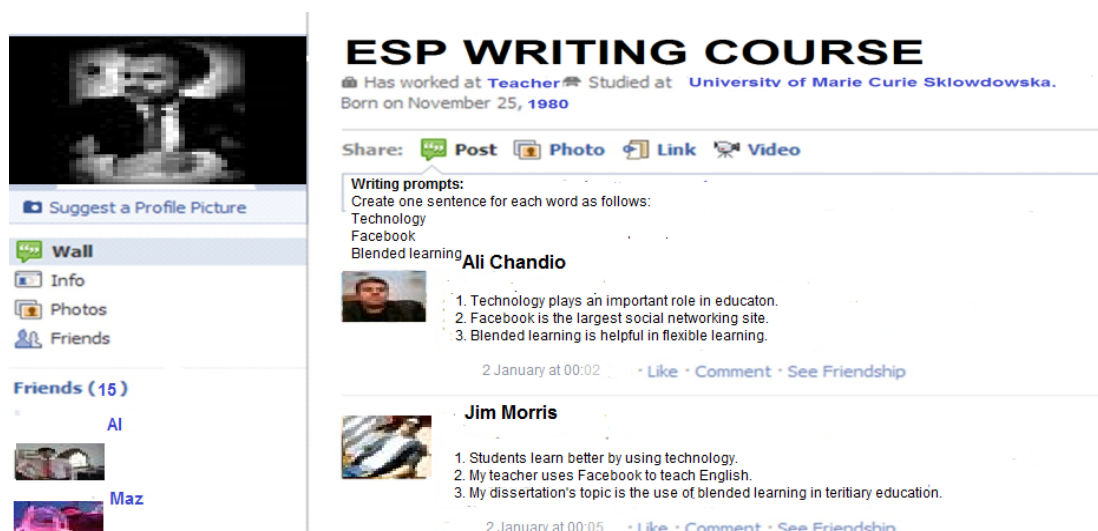 ESP WRITING COURSE
Has worked at Teacher Studied at University of Marie Curie Sklowdowska.
Born on November 25, 1980
Share: Post Photo Link Video
Writing prompts:
Create one sentence for each word as follows:
Technology
Facebook
Blended learning
Suggest a Profile Picture
Wall
Info
Photos
Friends
Friends (15)
Al
Maz
Ali Chandio
1. Technology plays an important role in educaton.
2. Facebook is the largest social networking site.
3. Blended learning is helpful in flexible learning.
2 January at 00:02 · Like · Comment · See Friendship
Jim Morris
1. Students learn better by using technology.
2. My teacher uses Facebook to teach English.
3. My dissertation's topic is the use of blended learning in teritiary education.
2 January at 00:05 · Like · Comment · See Friendship